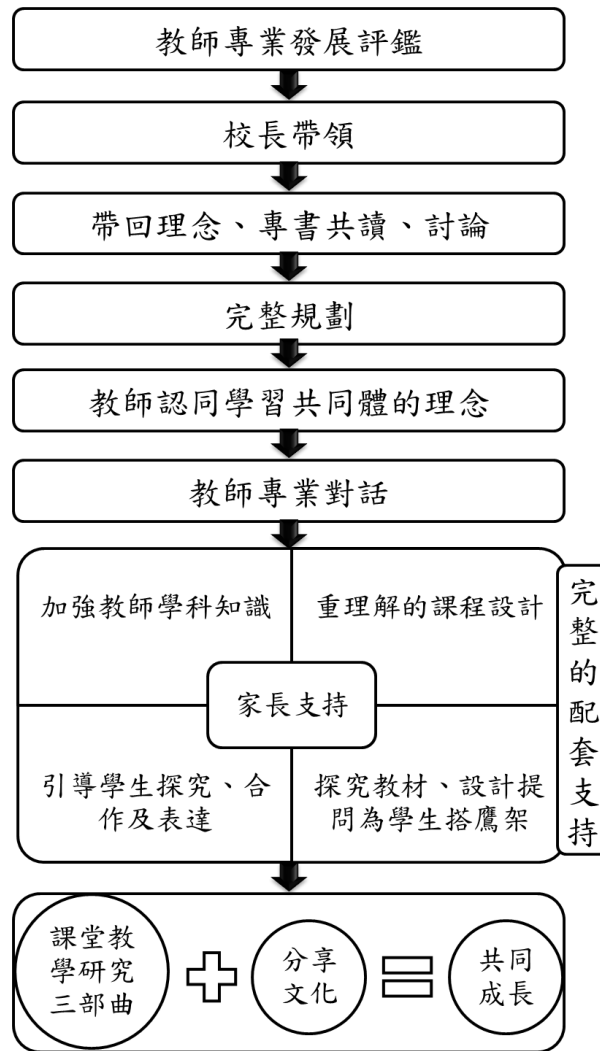 教師專業發展評鑑
校長帶領
帶回理念、專書共讀、討論
完整規劃
教師認同學習共同體的理念
教師專業對話
加強教師學科知識
重理解的課程設計
家長支持
引導學生探究、合
作及表達
探究教材、設計提
問為學生搭鷹架
完整的配套支持
課堂教
學研究
三部曲
分享
文化
共同
成長